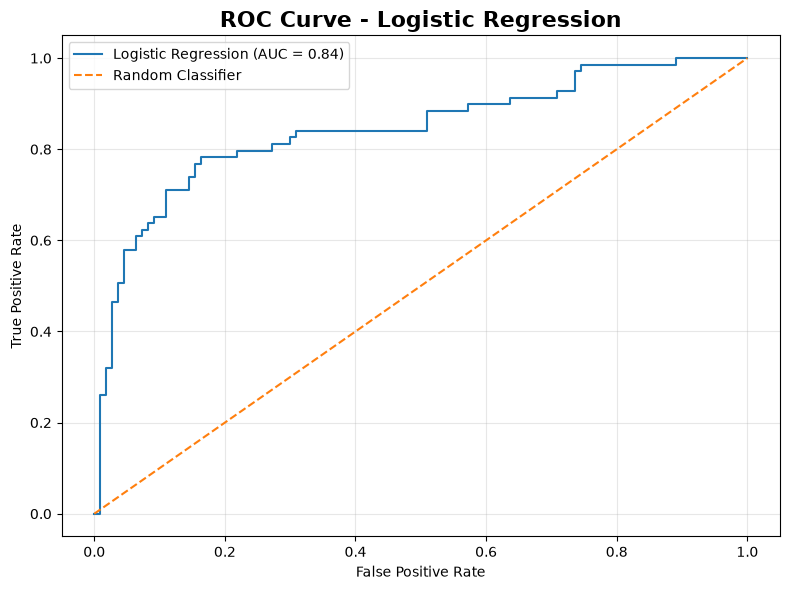 ROC Curve - Logistic Regression
Logistic Regression (AUC = 0.84)
Random Classifier
1.0
0.8
0.6
0.4
0.2
0.0
True Positive Rate
0.0 0.2 0.4 0.6 0.8 1.0
False Positive Rate